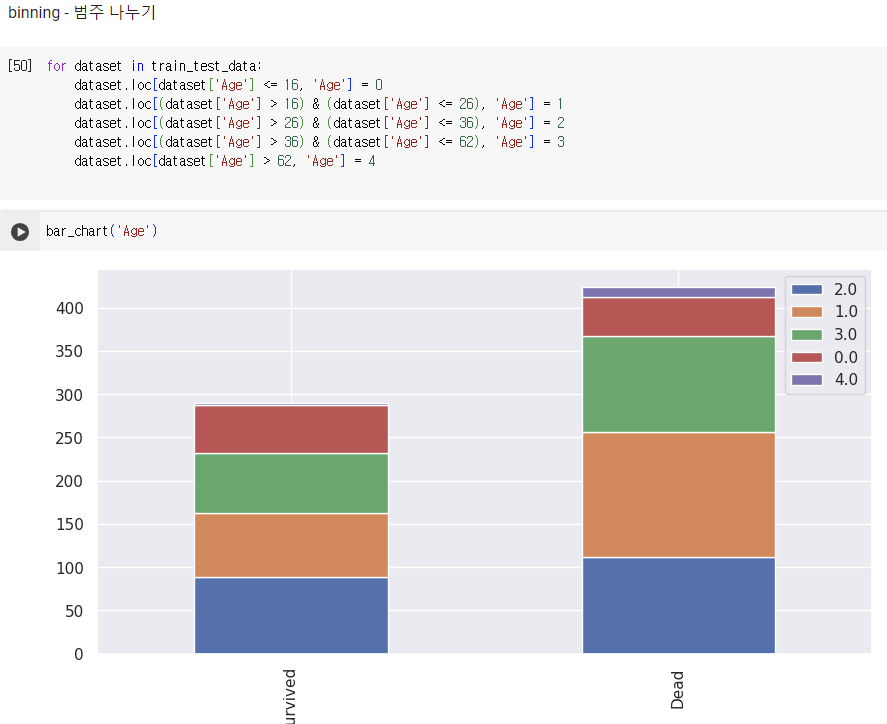 binning - 범주 나누기
[50] for dataset in train_test_data:
dataset.loc[dataset['Age'] <= 16, 'Age'] = 0
dataset.loc[(dataset['Age'] > 16) & (dataset['Age'] <= 26), 'Age'] = 1
dataset.loc[(dataset['Age'] > 26) & (dataset['Age'] <= 36), 'Age'] = 2
dataset.loc[(dataset['Age'] > 36) & (dataset['Age'] <= 62), 'Age'] = 3
dataset.loc[dataset['Age'] > 62, 'Age'] = 4
bar_chart('Age')
2.0
1.0
3.0
0.0
4.0
400
350
300
250
200
150
100
50
0
urvived
Dead